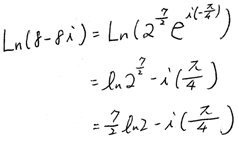 Ln(8-8i) = Ln(2^{7/2} e^{i(-π/4)})
= ln 2^{7/2} - i(π/4)
= 7/2 ln2 - i(π/4)